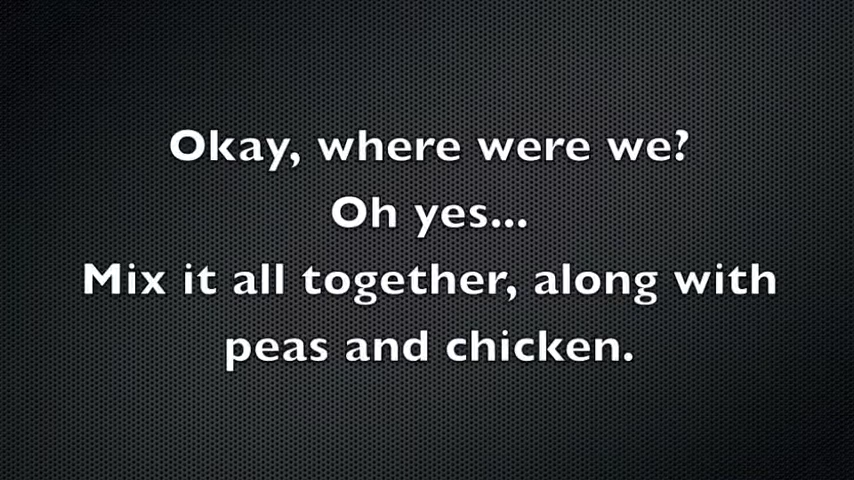 Okay, where were we?
Oh yes...
Mix it all together, along with
peas and chicken.